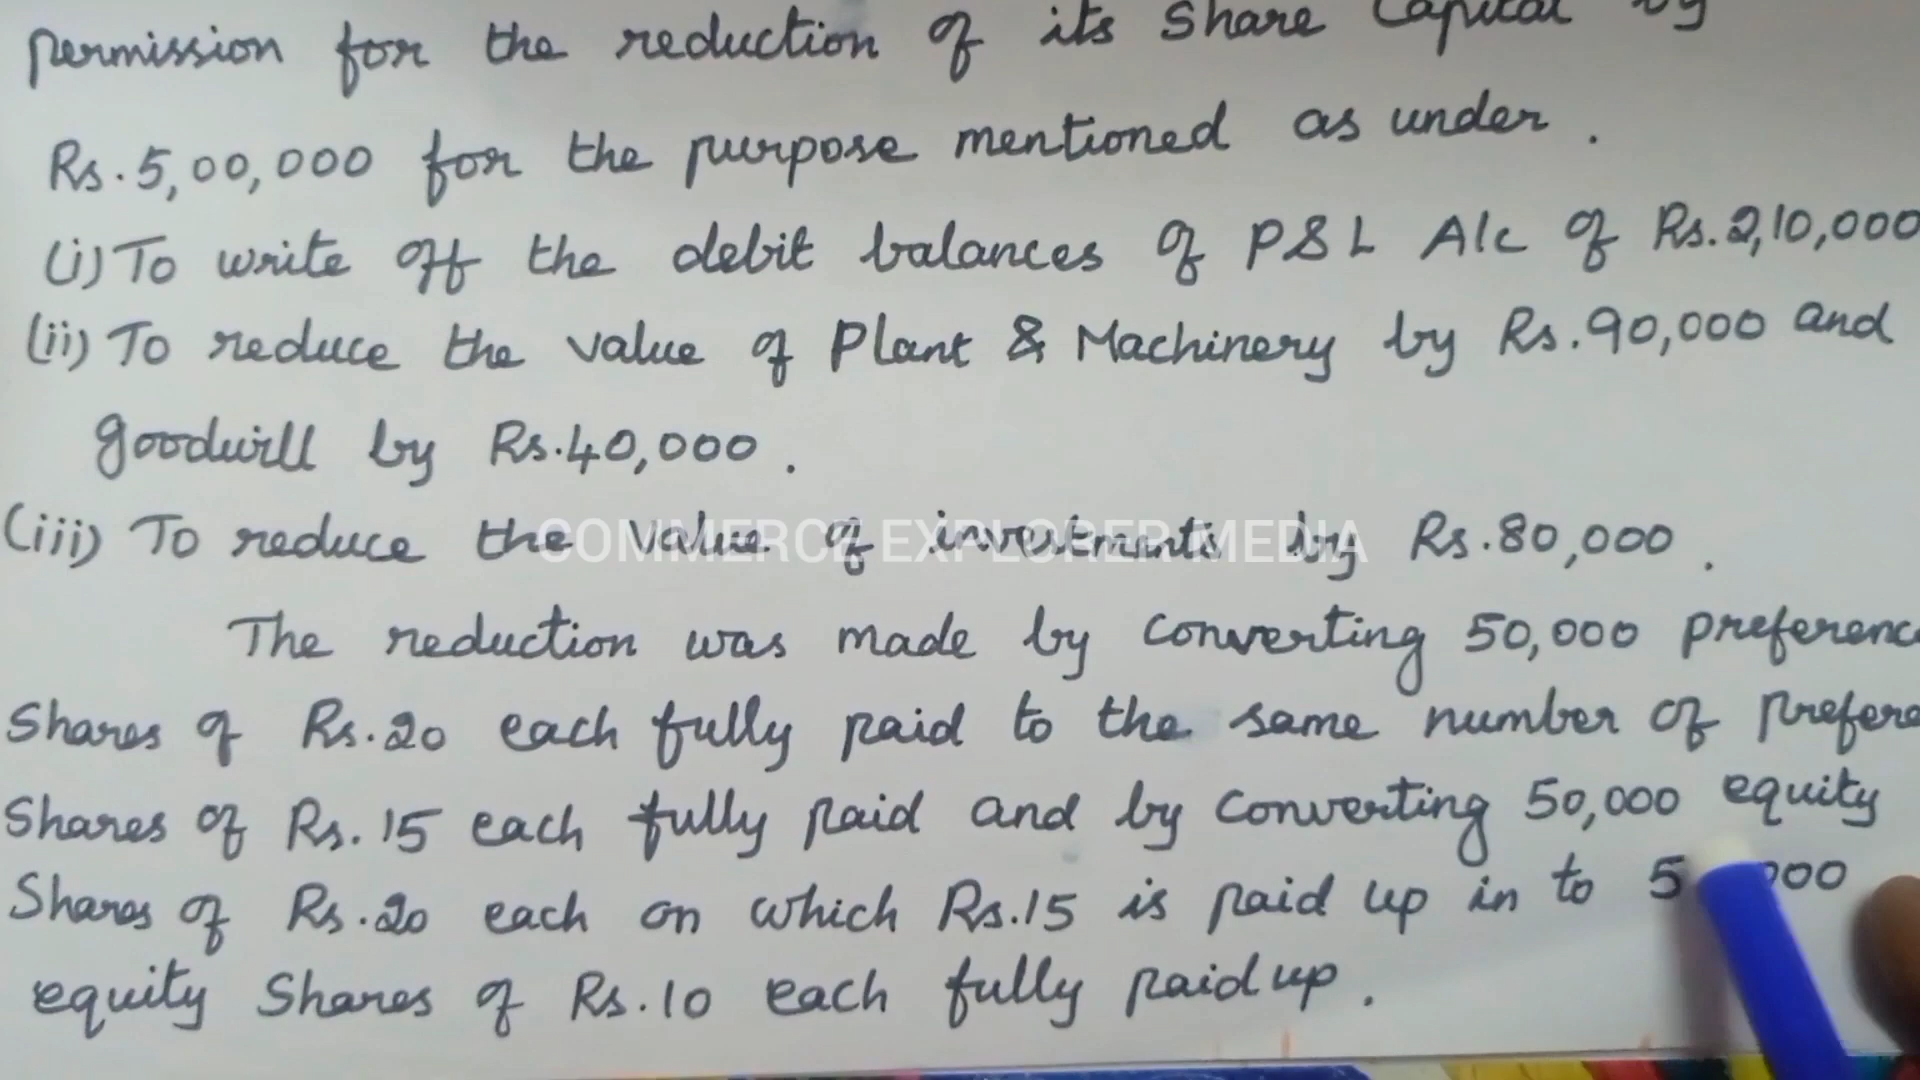 permission for the reduction of its Share Capital by
Rs.5,00,000 for the purpose mentioned as under.
(i) To write off the debit balances of P&L A/c of Rs.2,10,000
(ii) To reduce the value of Plant & Machinery by Rs.90,000 and
goodwill by Rs.40,000.
(iii) To reduce the value of investments by Rs.80,000.
COMMERCE EXPLORER MEDIA
The reduction was made by converting 50,000 preference
Shares of Rs.20 each fully paid to the same number of prefere
Shares of Rs.15 each fully paid and by converting 50,000 equity
Shares of Rs.20 each on which Rs.15 is paid up in to 5 000
equity Shares of Rs.10 each fully paid up.